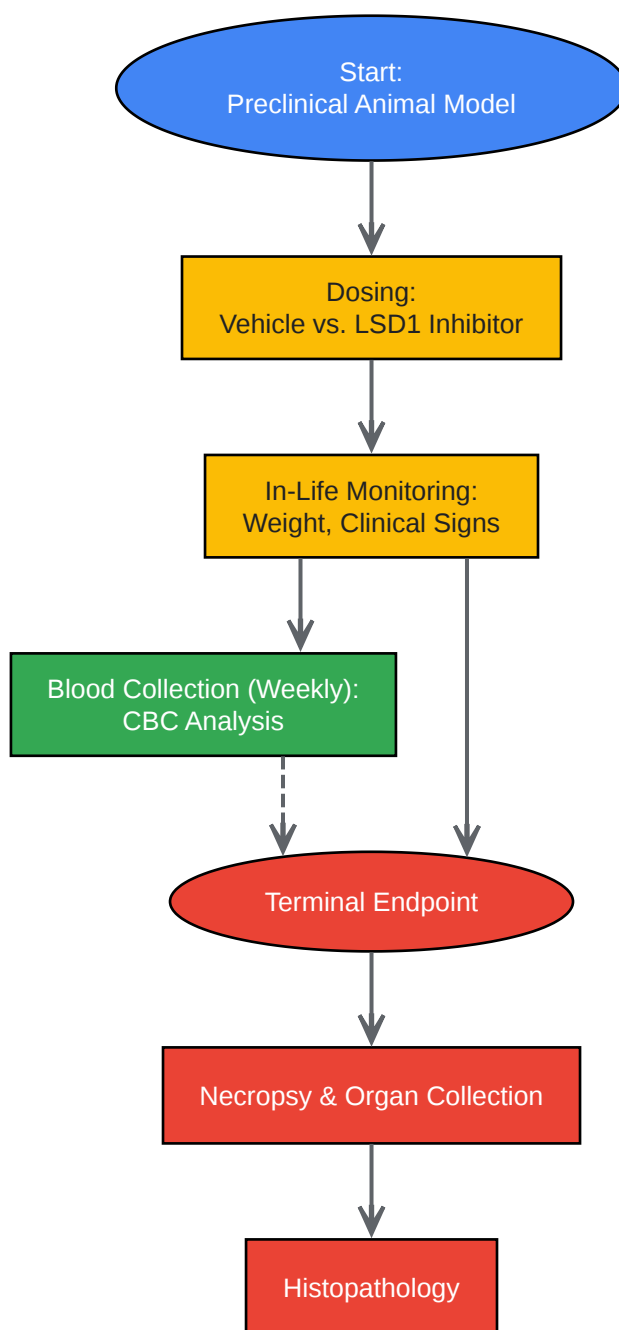 Start:
Preclinical Animal Model
Dosing:
Vehicle vs. LSD1 Inhibitor
In-Life Monitoring:
Weight, Clinical Signs
Blood Collection (Weekly):
CBC Analysis
Terminal Endpoint
Necropsy & Organ Collection
Histopathology